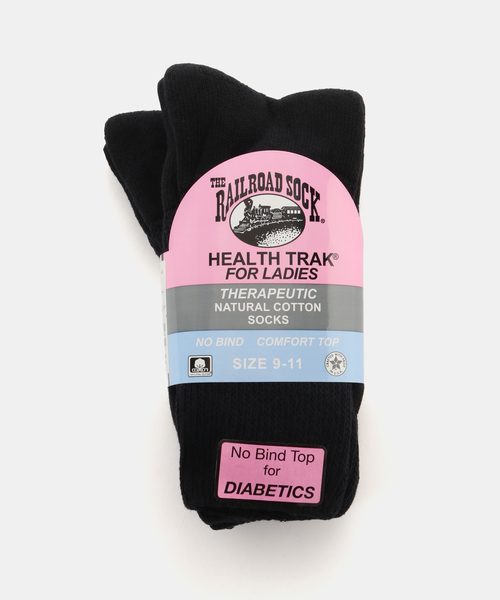 THE
RAILROAD SOCK®
HEALTH TRAK®
FOR LADIES
THERAPEUTIC
NATURAL COTTON
SOCKS
NO BIND COMFORT TOP
SIZE 9-11
No Bind Top
for
DIABETICS